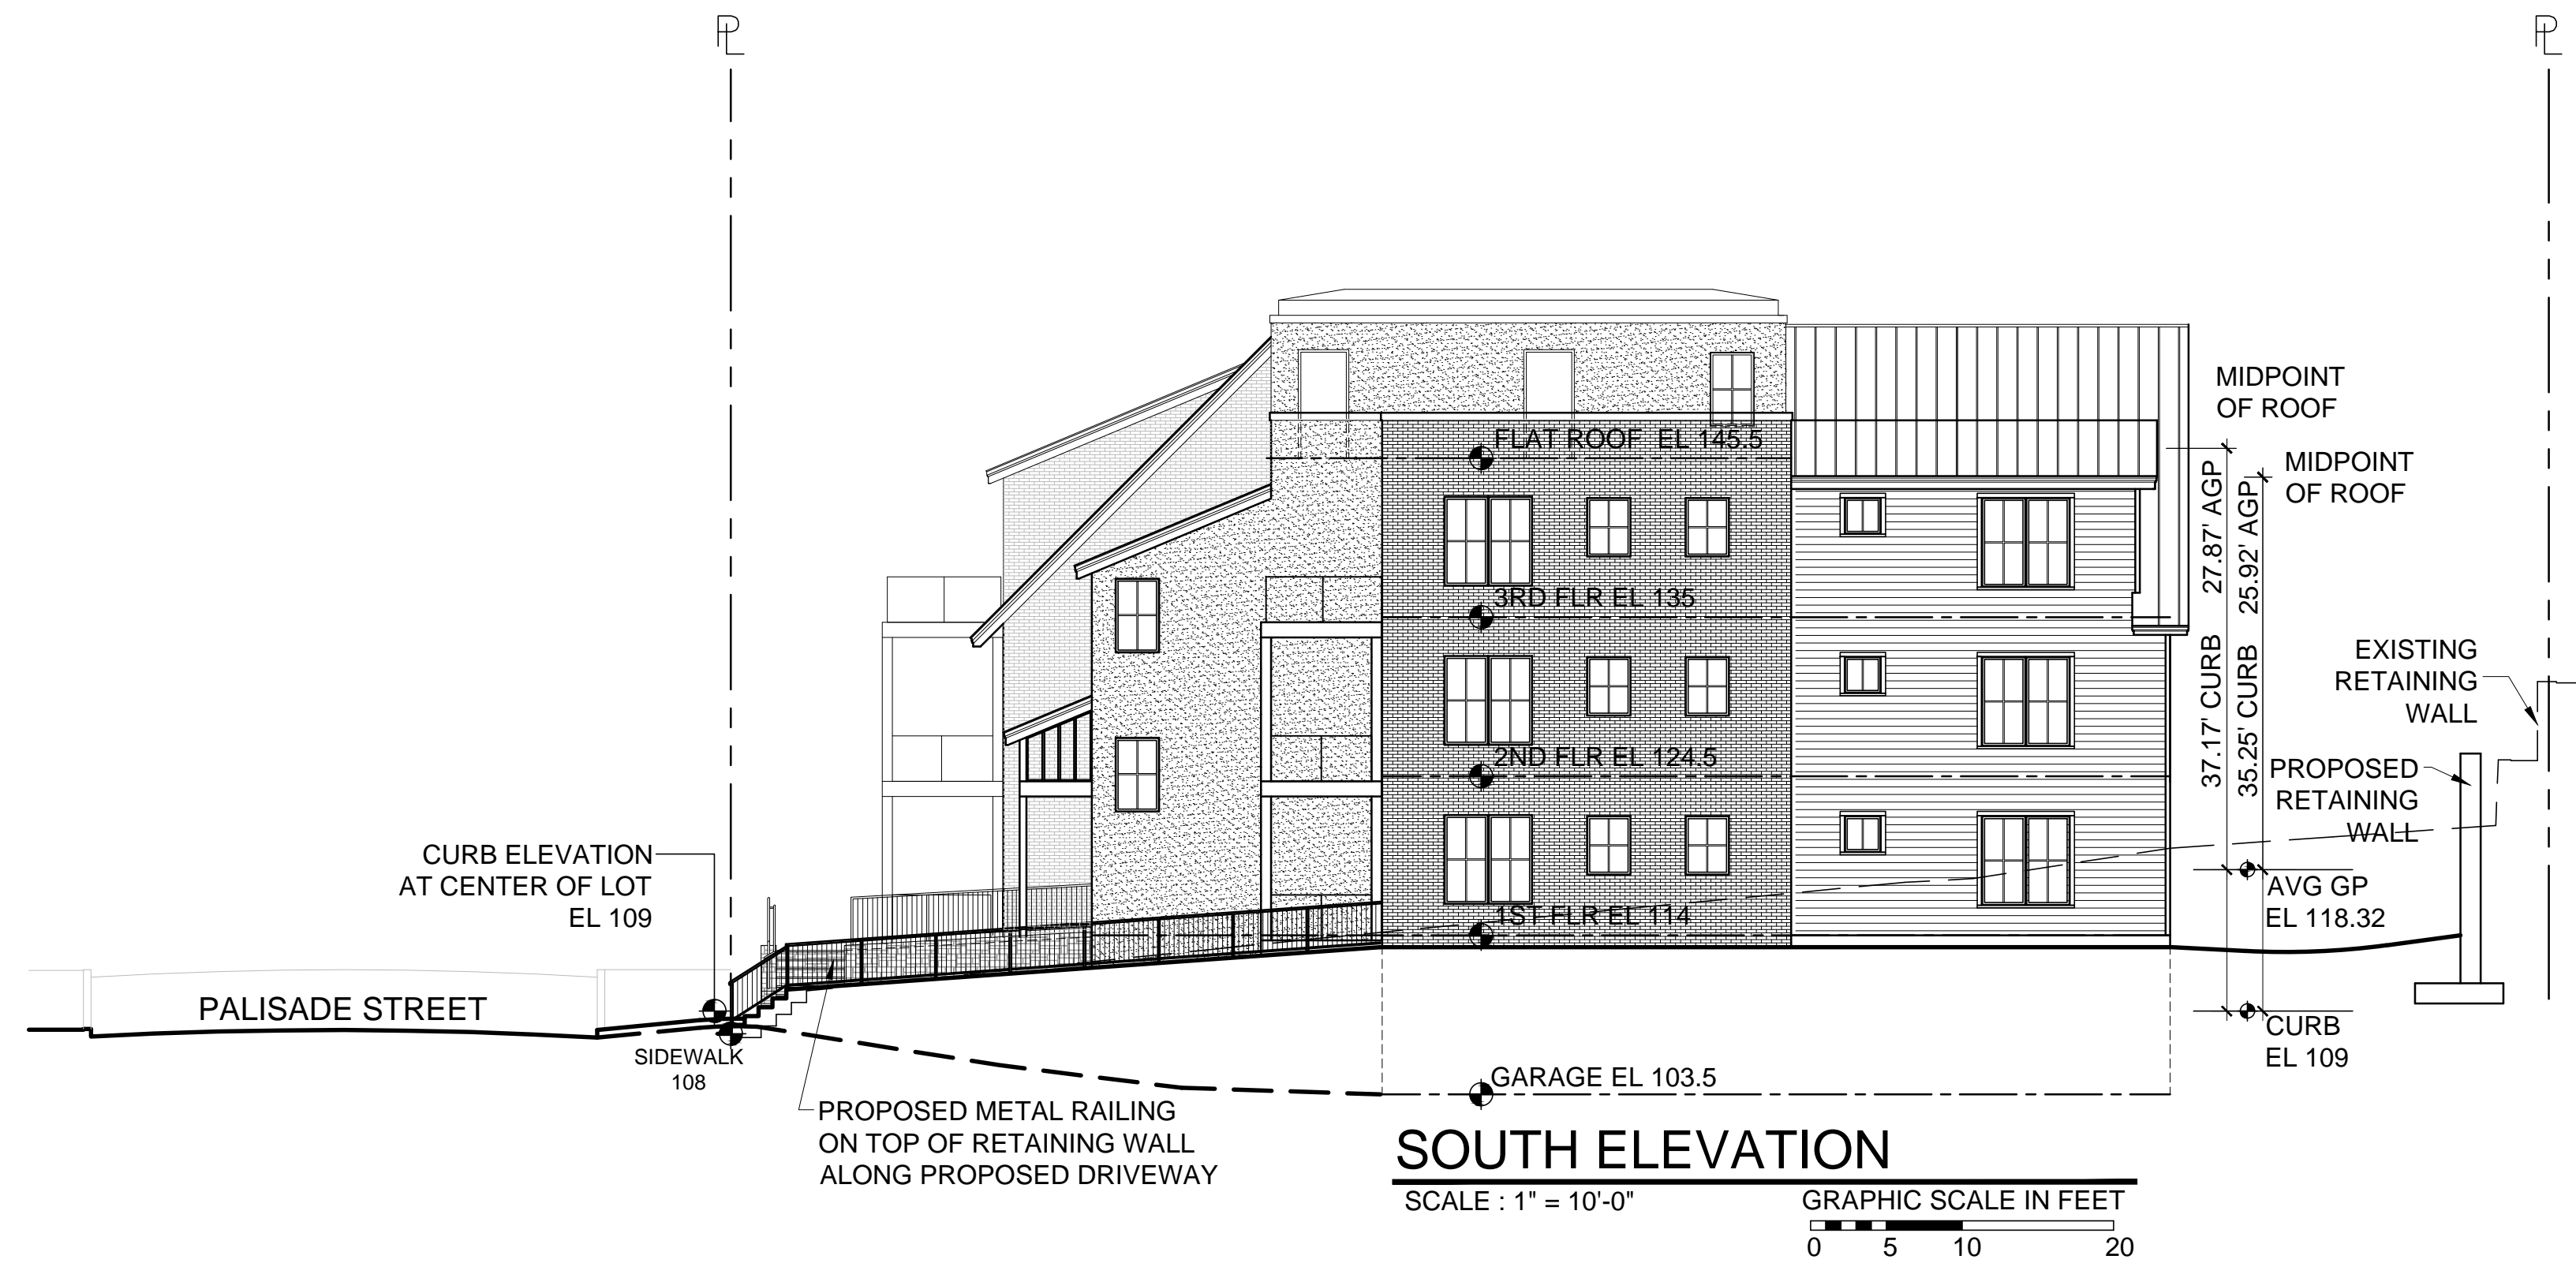 PL
PL
MIDPOINT
OF ROOF
FLAT ROOF EL 145.5
MIDPOINT
OF ROOF
27.87' AGP
25.92' AGP
3RD FLR EL 135
37.17' CURB
35.25' CURB
EXISTING
RETAINING
WALL
2ND FLR EL 124.5
PROPOSED
RETAINING
WALL
CURB ELEVATION
AT CENTER OF LOT
EL 109
AVG GP
EL 118.32
1ST FLR EL 114
PALISADE STREET
CURB
EL 109
SIDEWALK
108
GARAGE EL 103.5
PROPOSED METAL RAILING
ON TOP OF RETAINING WALL
ALONG PROPOSED DRIVEWAY
SOUTH ELEVATION
SCALE : 1" = 10'-0"
GRAPHIC SCALE IN FEET
0 5 10 20